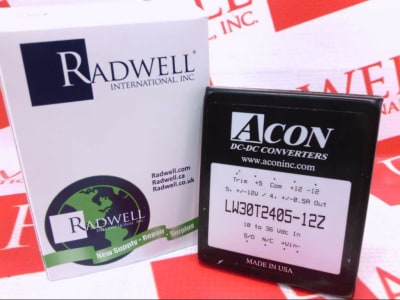 RADWELL
INTERNATIONAL, INC.
Radwell.com
Radwell.ca
Radwell.co.uk
RADWELL
New Supply - Repair - Surplus
ACON
DC-DC CONVERTERS
www.aconinc.com
Trim +5 Com +12 -12
LW30T2405-12Z
10 to 36 Vdc In
S/D N/C +Vin-
MADE IN USA